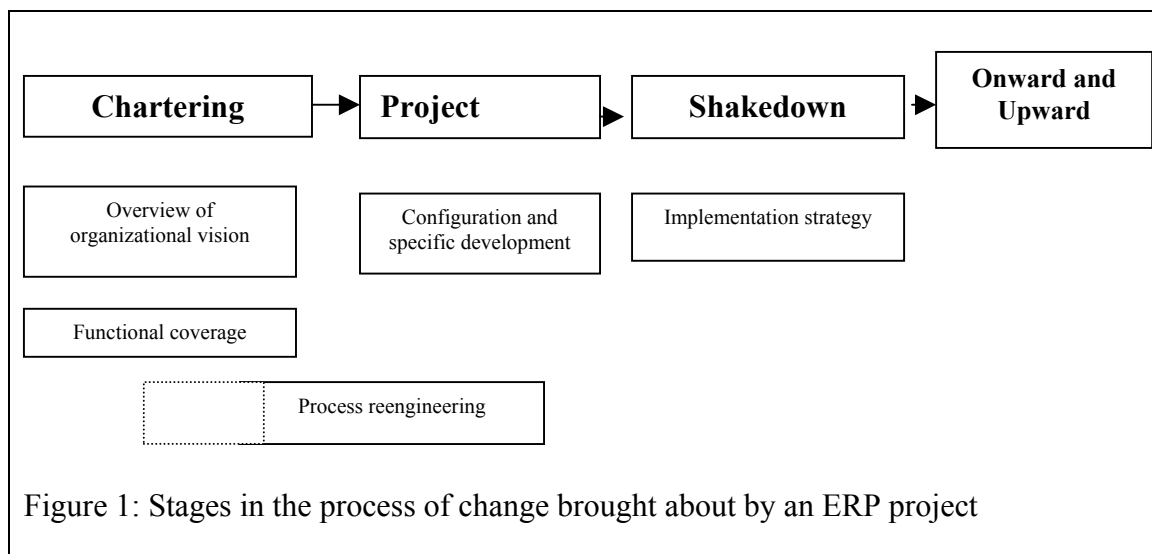 Chartering
Project
Shakedown
Onward and
Upward
Overview of
organizational vision
Configuration and
specific development
Implementation strategy
Functional coverage
Process reengineering
Figure 1: Stages in the process of change brought about by an ERP project